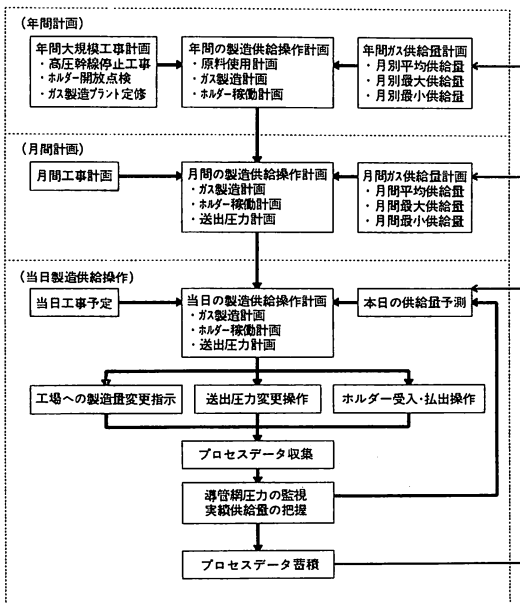 (年間計画)
年間大規模工事計画
・高圧幹線停止工事
・ホルダー開放点検
・ガス製造プラント定修
年間の製造供給操作計画
・原料使用計画
・ガス製造計画
・ホルダー稼働計画
年間ガス供給量計画
・月別平均供給量
・月別最大供給量
・月別最小供給量
(月間計画)
月間工事計画
月間の製造供給操作計画
・ガス製造計画
・ホルダー稼働計画
・送出圧力計画
月間ガス供給量計画
・月間平均供給量
・月間最大供給量
・月間最小供給量
(当日製造供給操作)
当日工事予定
当日の製造供給操作計画
・ガス製造計画
・ホルダー稼働計画
・送出圧力計画
本日の供給量予測
工場への製造量変更指示
送出圧力変更操作
ホルダー受入・払出操作
プロセスデータ収集
導管網圧力の監視
実績供給量の把握
プロセスデータ蓄積